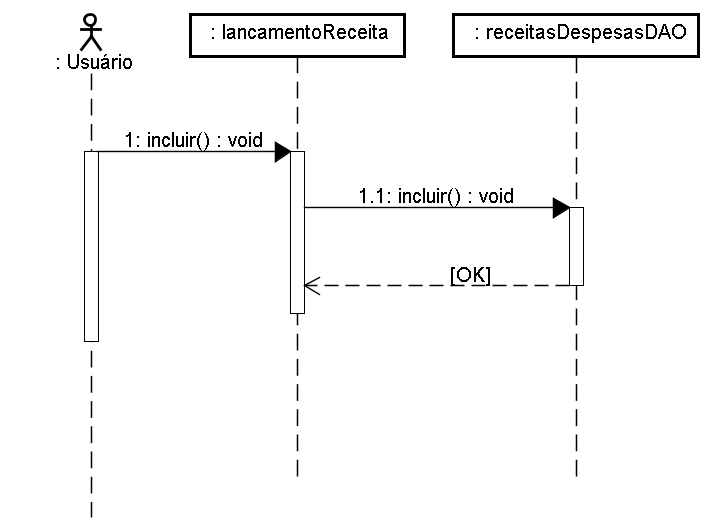 : Usuário
: lancamentoReceita
: receitasDespesasDAO
1: incluir() : void
1.1: incluir() : void
[OK]